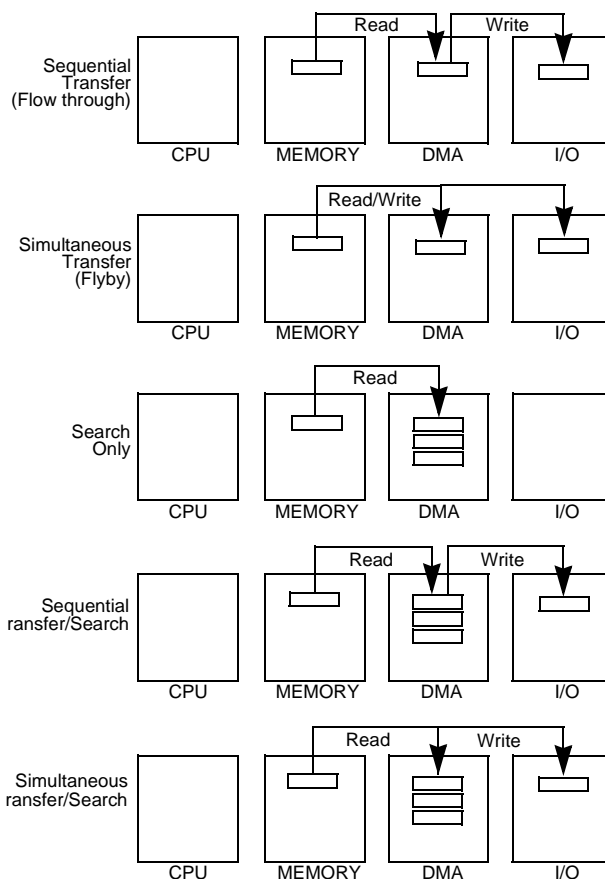 Read Write
Sequential
Transfer
(Flow through)
CPU MEMORY DMA I/O
Read/Write
Simultaneous
Transfer
(Flyby)
CPU MEMORY DMA I/O
Read
Search
Only
CPU MEMORY DMA I/O
Read Write
Sequential
ransfer/Search
CPU MEMORY DMA I/O
Read Write
Simultaneous
ransfer/Search
CPU MEMORY DMA I/O